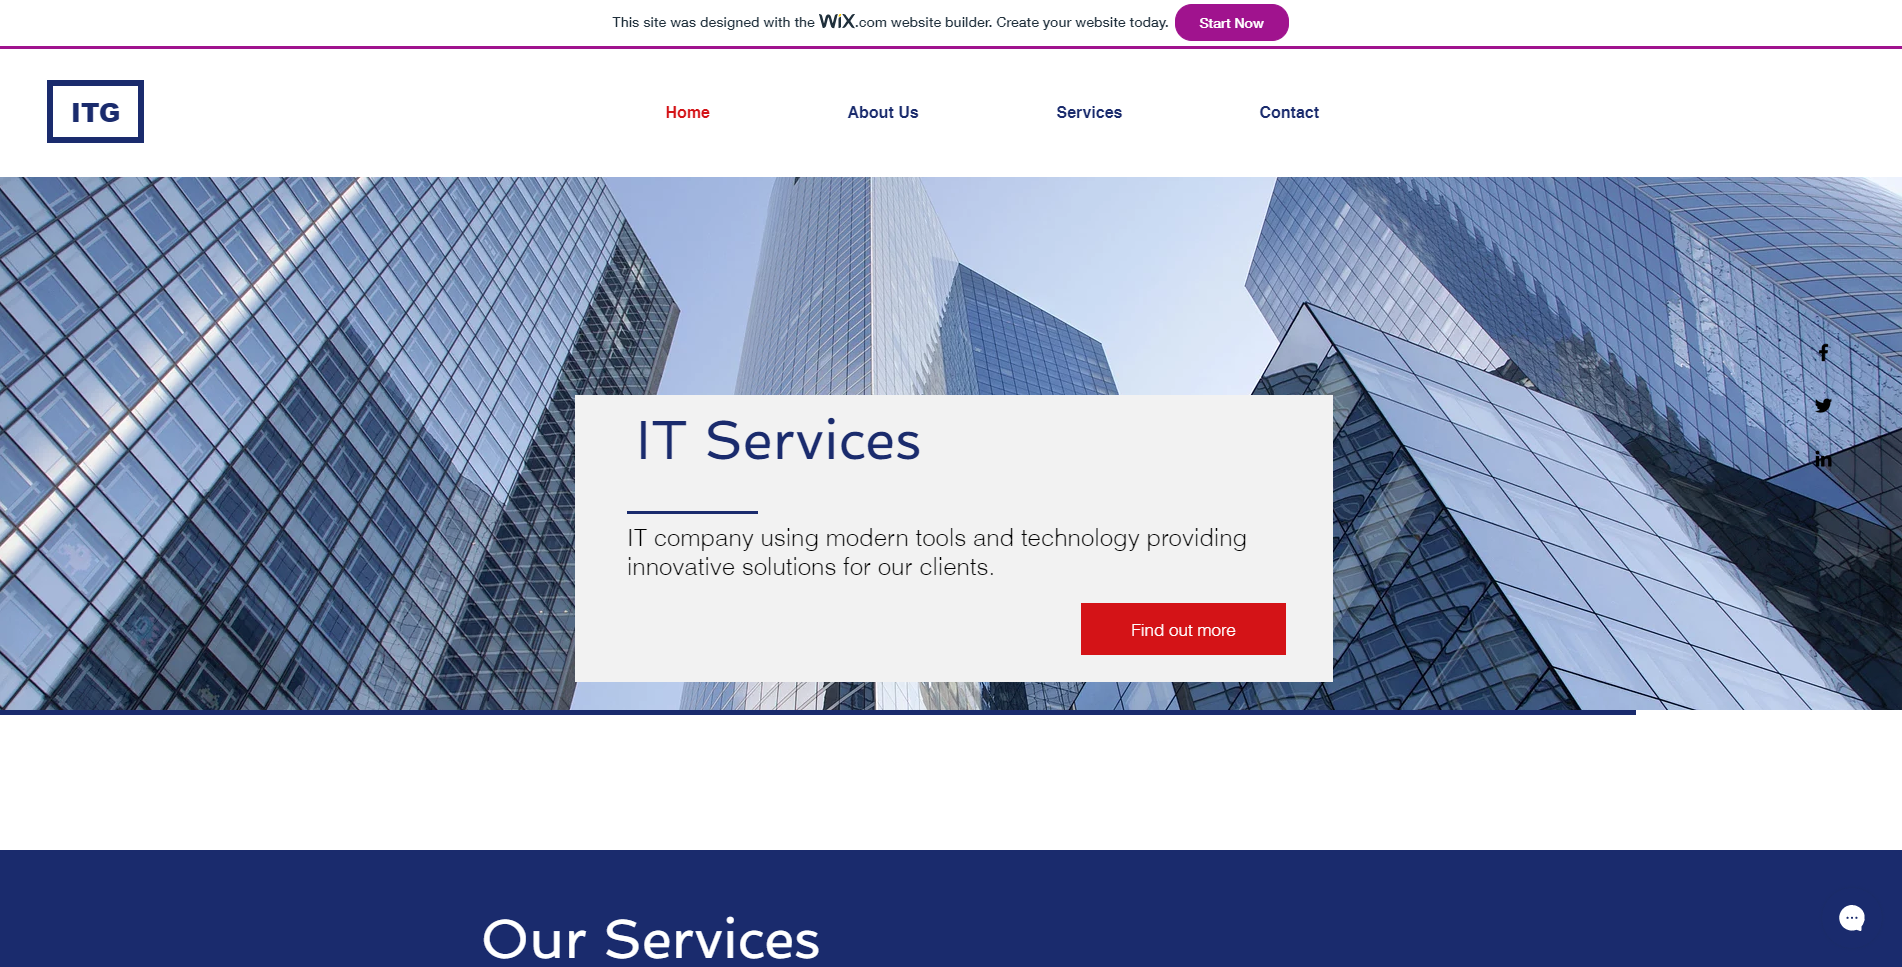 This site was designed with the WiX.com website builder. Create your website today. Start Now
ITG
Home About Us Services Contact
IT Services
IT company using modern tools and technology providing
innovative solutions for our clients.
Find out more
Our Services